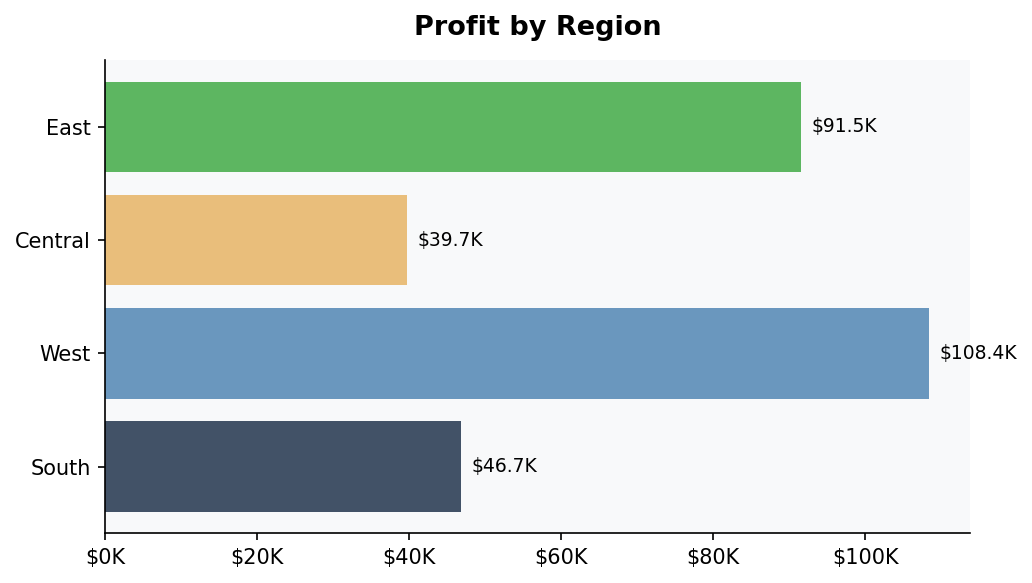 Profit by Region
East
$91.5K
Central
$39.7K
West
$108.4K
South
$46.7K
$0K $20K $40K $60K $80K $100K